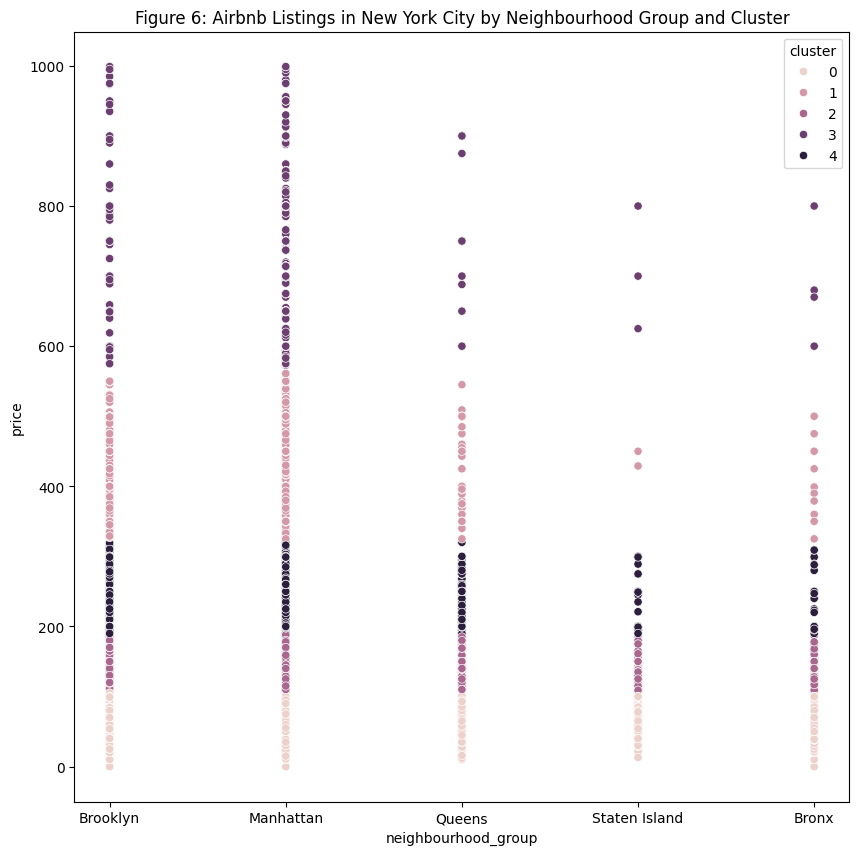 Figure 6: Airbnb Listings in New York City by Neighbourhood Group and Cluster
cluster
0
1
2
3
4
1000
800
600
400
200
0
price
Brooklyn
Manhattan
Queens
Staten Island
Bronx
neighbourhood_group